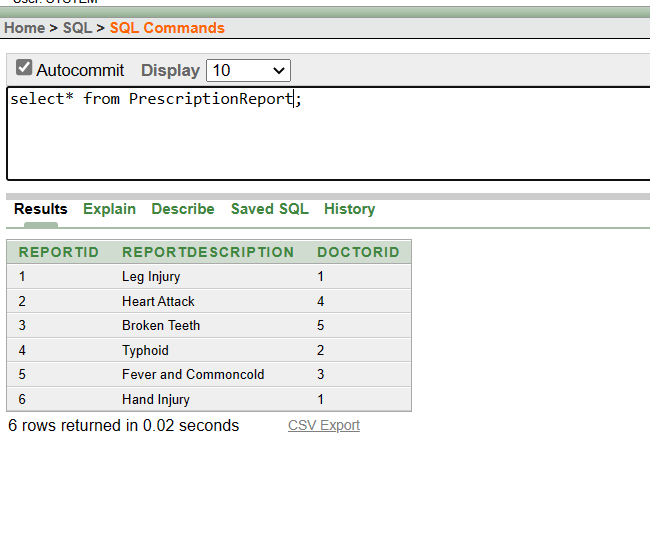 User: SYSTEM
Home > SQL > SQL Commands
Autocommit Display 10
select* from PrescriptionReport;
Results Explain Describe Saved SQL History
REPORTID REPORTDESCRIPTION DOCTORID
1 Leg Injury 1
2 Heart Attack 4
3 Broken Teeth 5
4 Typhoid 2
5 Fever and Commoncold 3
6 Hand Injury 1
6 rows returned in 0.02 seconds CSV Export